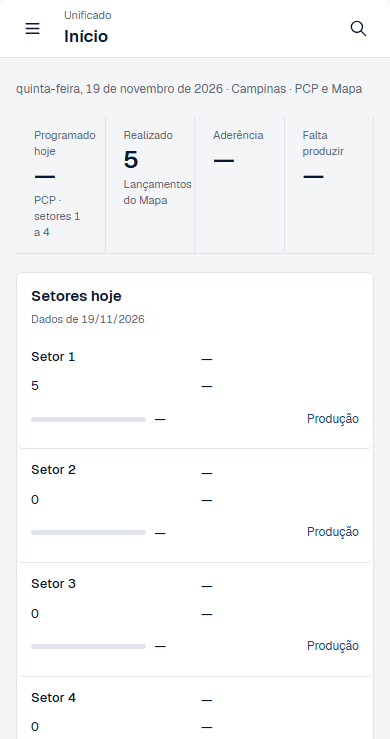 Unificado
Início
quinta-feira, 19 de novembro de 2026 · Campinas · PCP e Mapa
Programado hoje
—
PCP · setores 1 a 4
Realizado
5
Lançamentos do Mapa
Aderência
—
Falta produzir
—
Setores hoje
Dados de 19/11/2026
Setor 1 —
5 —
— Produção
Setor 2 —
0 —
— Produção
Setor 3 —
0 —
— Produção
Setor 4 —
0 —